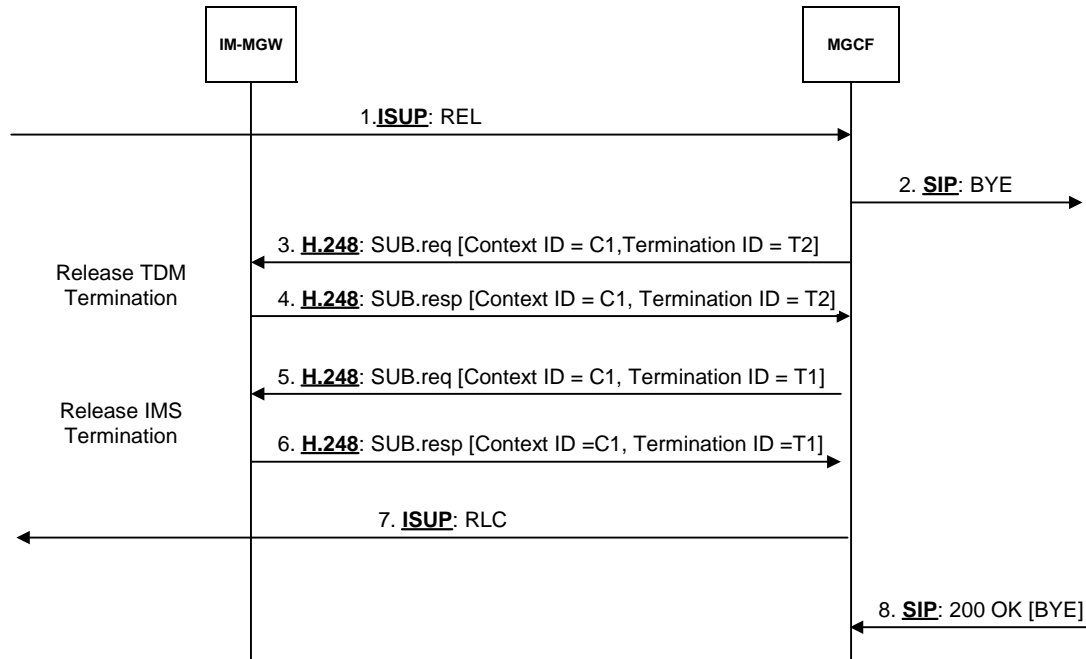 IM-MGW
MGCF
1.ISUP: REL
2. SIP: BYE
3. H.248: SUB.req [Context ID = C1,Termination ID = T2]
Release TDM
Termination
4. H.248: SUB.resp [Context ID = C1, Termination ID = T2]
5. H.248: SUB.req [Context ID = C1, Termination ID = T1]
Release IMS
Termination
6. H.248: SUB.resp [Context ID =C1, Termination ID =T1]
7. ISUP: RLC
8. SIP: 200 OK [BYE]